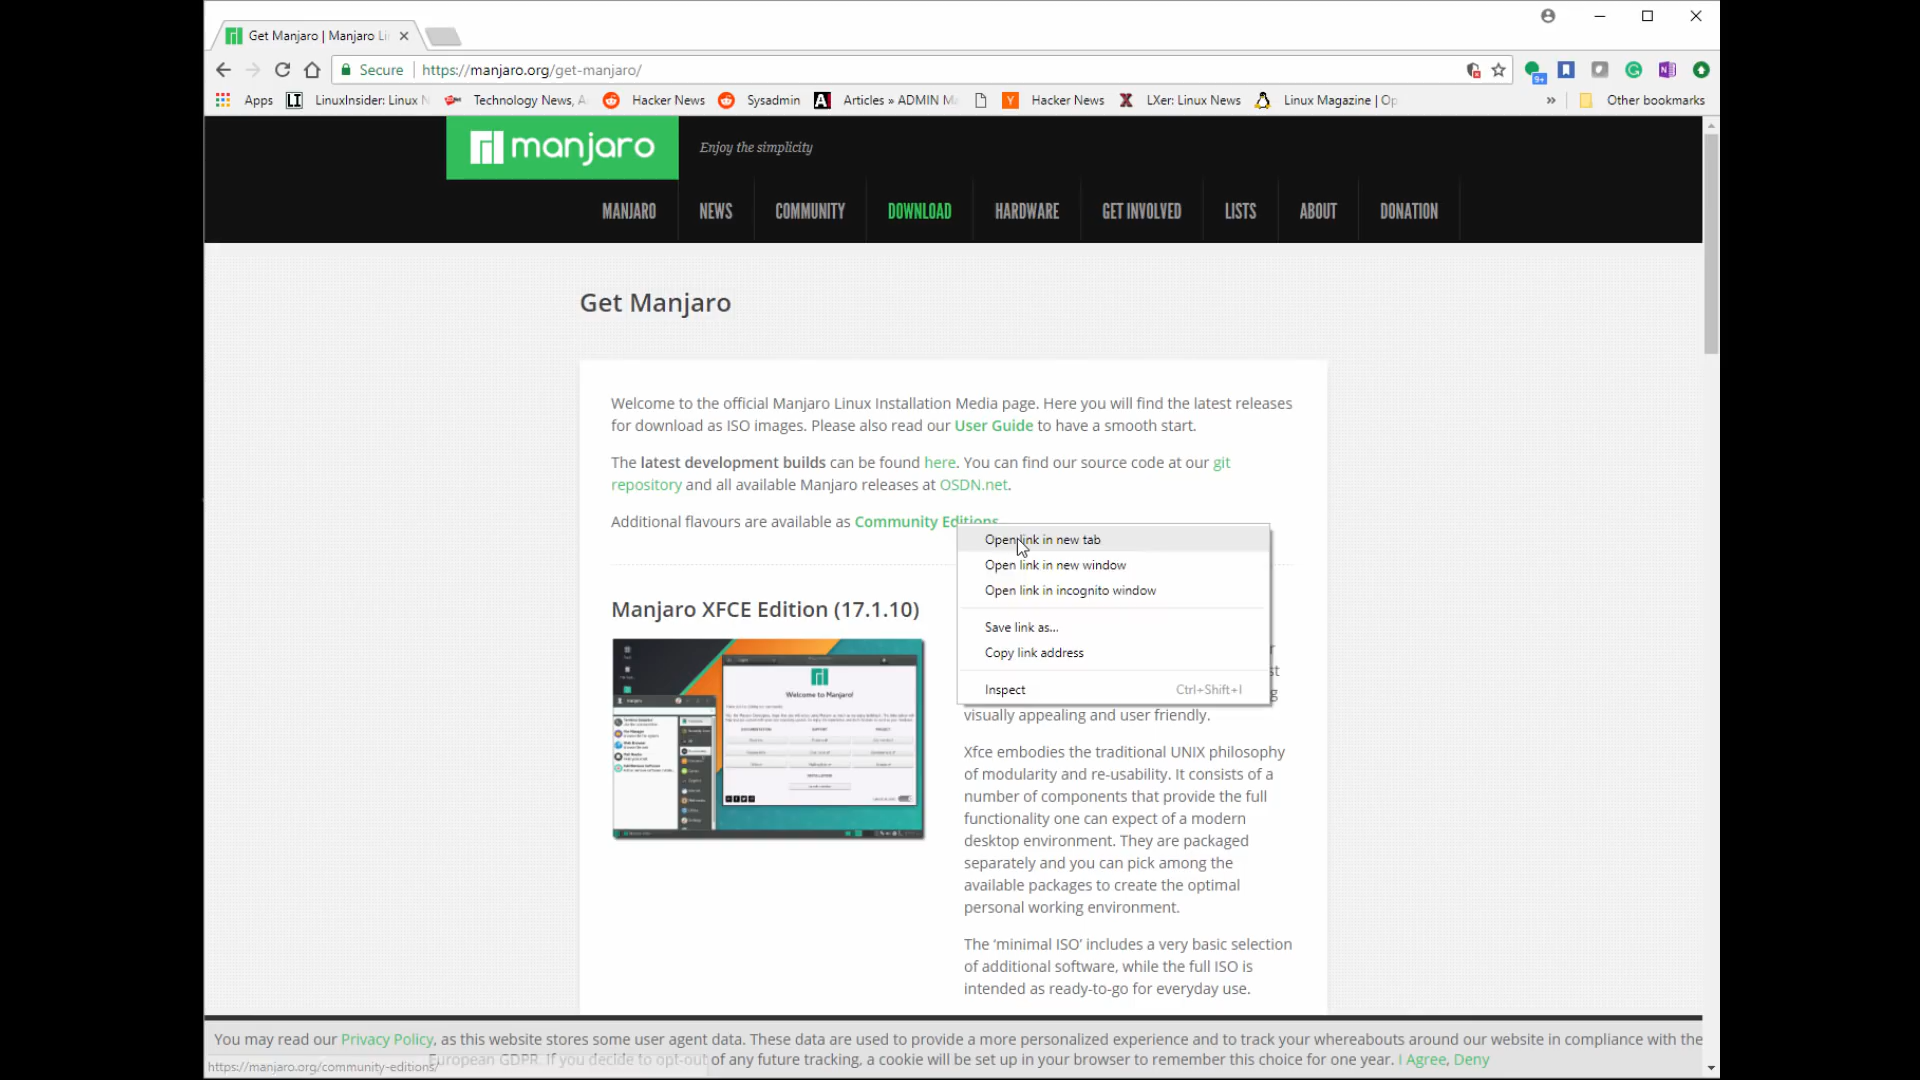 Get Manjaro | Manjaro Li
Secure
https://manjaro.org/get-manjaro/
9+
Apps
LI
LinuxInsider: Linux N
Technology News, A
Hacker News
Sysadmin
A
Articles » ADMIN Ma
Y
Hacker News
X
LXer: Linux News
Linux Magazine | Op
»
Other bookmarks
manjaro
Enjoy the simplicity
MANJARO
NEWS
COMMUNITY
DOWNLOAD
HARDWARE
GET INVOLVED
LISTS
ABOUT
DONATION
Get Manjaro
Welcome to the official Manjaro Linux Installation Media page. Here you will find the latest releases
for download as ISO images. Please also read our User Guide to have a smooth start.
The latest development builds can be found here. You can find our source code at our git
repository and all available Manjaro releases at OSDN.net.
Additional flavours are available as Community Editions
Open link in new tab
Open link in new window
Open link in incognito window
Save link as...
Copy link address
Inspect Ctrl+Shift+I
Manjaro XFCE Edition (17.1.10)
Welcome to Manjaro!
visually appealing and user friendly.
Xfce embodies the traditional UNIX philosophy
of modularity and re-usability. It consists of a
number of components that provide the full
functionality one can expect of a modern
desktop environment. They are packaged
separately and you can pick among the
available packages to create the optimal
personal working environment.
The ‘minimal ISO’ includes a very basic selection
of additional software, while the full ISO is
intended as ready-to-go for everyday use.
You may read our Privacy Policy, as this website stores some user agent data. These data are used to provide a more personalized experience and to track your whereabouts around our website in compliance with the
European GDPR. If you decide to opt-out of any future tracking, a cookie will be set up in your browser to remember this choice for one year. I Agree, Deny
https://manjaro.org/community-editions/